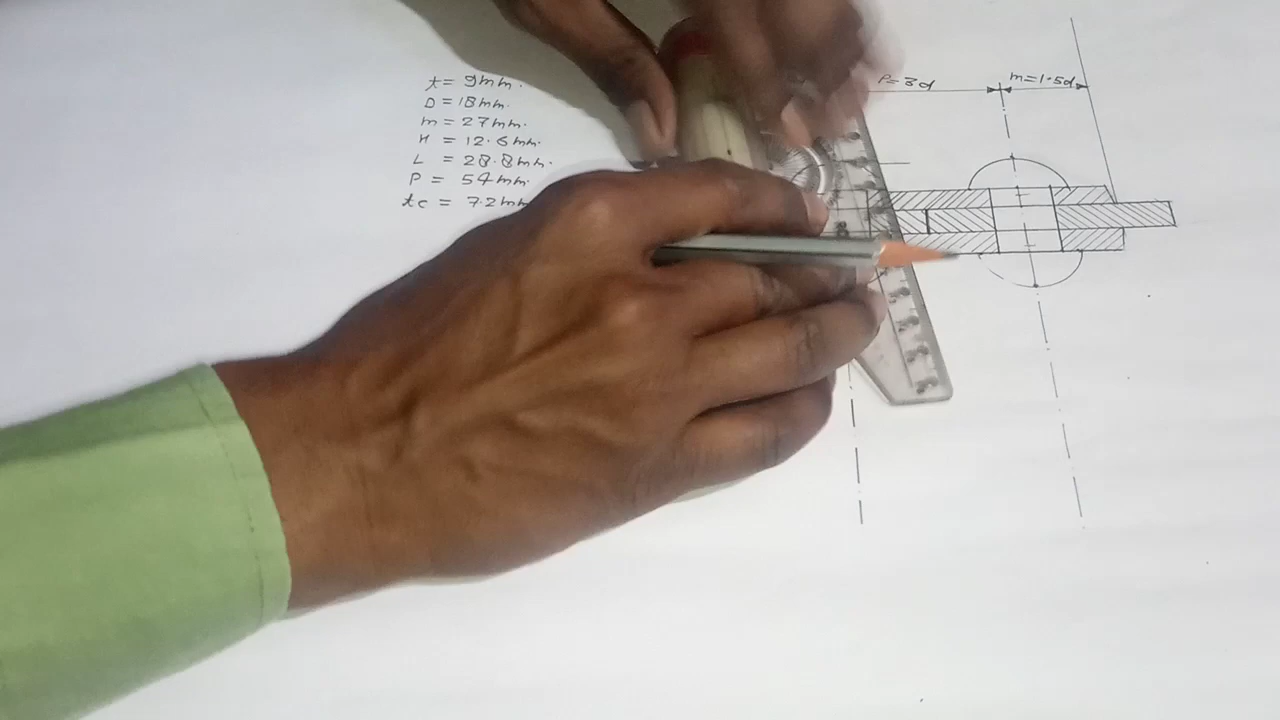 t = 9mm.
D = 18mm.
m = 27mm.
H = 12.6mm.
L = 28.8mm.
P = 54mm.
tc = 7.2mm
P=3d
m=1.5d